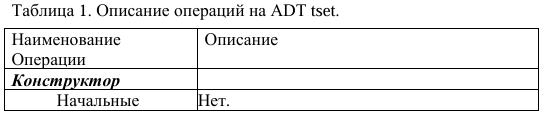 Таблица 1. Описание операций на ADT tset.
Наименование Операции
Описание
Конструктор
Начальные
Нет.